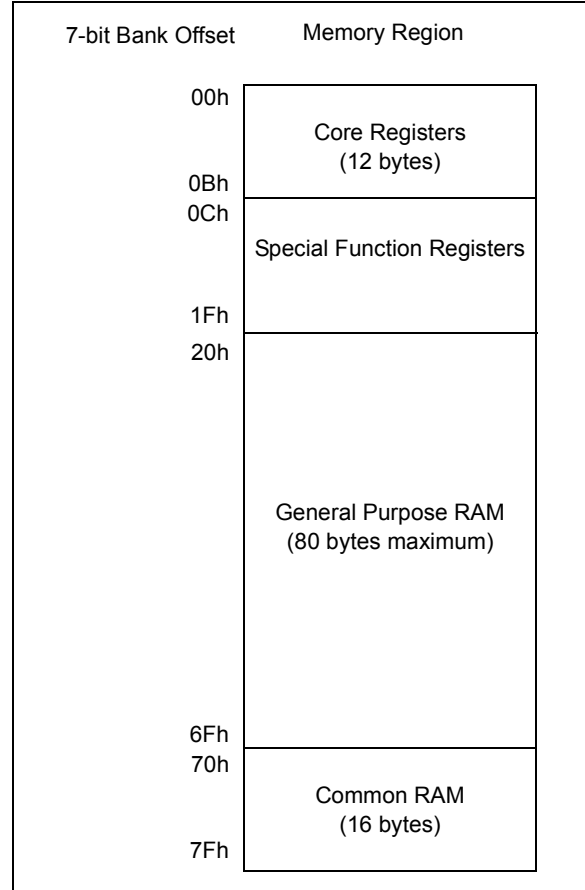 7-bit Bank Offset Memory Region
00h
Core Registers
(12 bytes)
0Bh
0Ch
Special Function Registers
1Fh
20h
General Purpose RAM
(80 bytes maximum)
6Fh
70h
Common RAM
(16 bytes)
7Fh